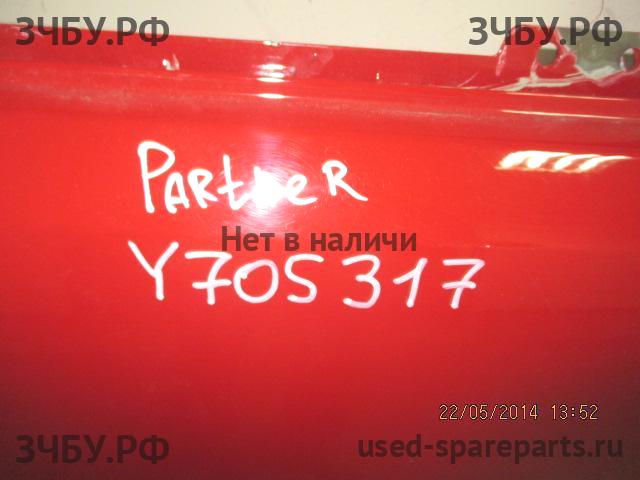 ЗЧБУ.РФ ЗЧБУ.РФ
PARtneR
Нет в наличи
Y705317
22/05/2014 13:52
ЗЧБУ.РФ used-spareparts.ru